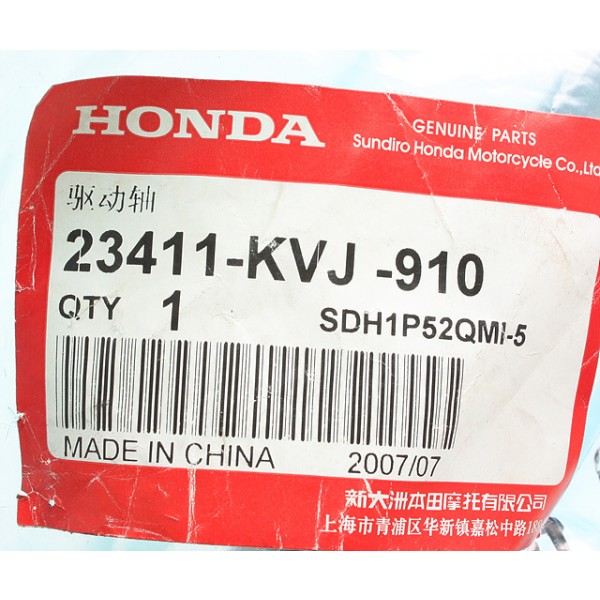 HONDA
GENUINE PARTS
Sundiro Honda Motorcycle Co.,Ltd
驱动轴
23411-KVJ -910
QTY 1 SDH1P52QMI-5
MADE IN CHINA 2007/07
新大洲本田摩托有限公司
上海市青浦区华新镇嘉松中路